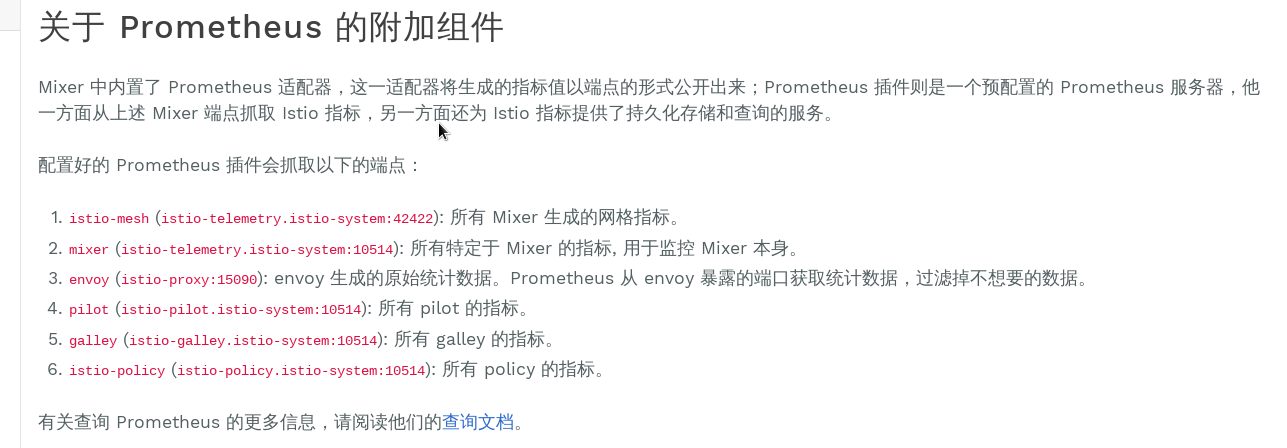 关于 Prometheus 的附加组件
Mixer 中内置了 Prometheus 适配器，这一适配器将生成的指标值以端点的形式公开出来；Prometheus 插件则是一个预配置的 Prometheus 服务器，他
一方面从上述 Mixer 端点抓取 Istio 指标，另一方面还为 Istio 指标提供了持久化存储和查询的服务。
配置好的 Prometheus 插件会抓取以下的端点：
1. istio-mesh (istio-telemetry.istio-system:42422): 所有 Mixer 生成的网格指标。
2. mixer (istio-telemetry.istio-system:10514): 所有特定于 Mixer 的指标, 用于监控 Mixer 本身。
3. envoy (istio-proxy:15090): envoy 生成的原始统计数据。Prometheus 从 envoy 暴露的端口获取统计数据，过滤掉不想要的数据。
4. pilot (istio-pilot.istio-system:10514): 所有 pilot 的指标。
5. galley (istio-galley.istio-system:10514): 所有 galley 的指标。
6. istio-policy (istio-policy.istio-system:10514): 所有 policy 的指标。
有关查询 Prometheus 的更多信息，请阅读他们的查询文档。